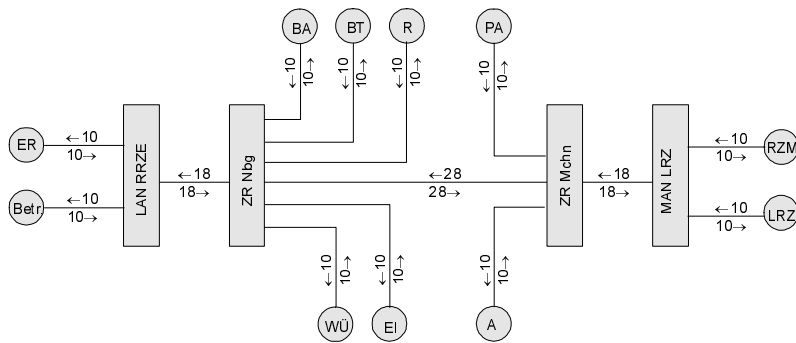 BA BT R PA
←10 10→ ←10 10→ ←10 10→ ←10 10→
ER ←10 10→
Betr. ←10 10→
LAN RRZE
←18 18→
ZR Nbg
←28 28→
ZR Mchn
←18 18→
MAN LRZ
←10 10→ RZM
←10 10→ LRZ
←10 10→ ←10 10→ ←10 10→
WÜ EI A